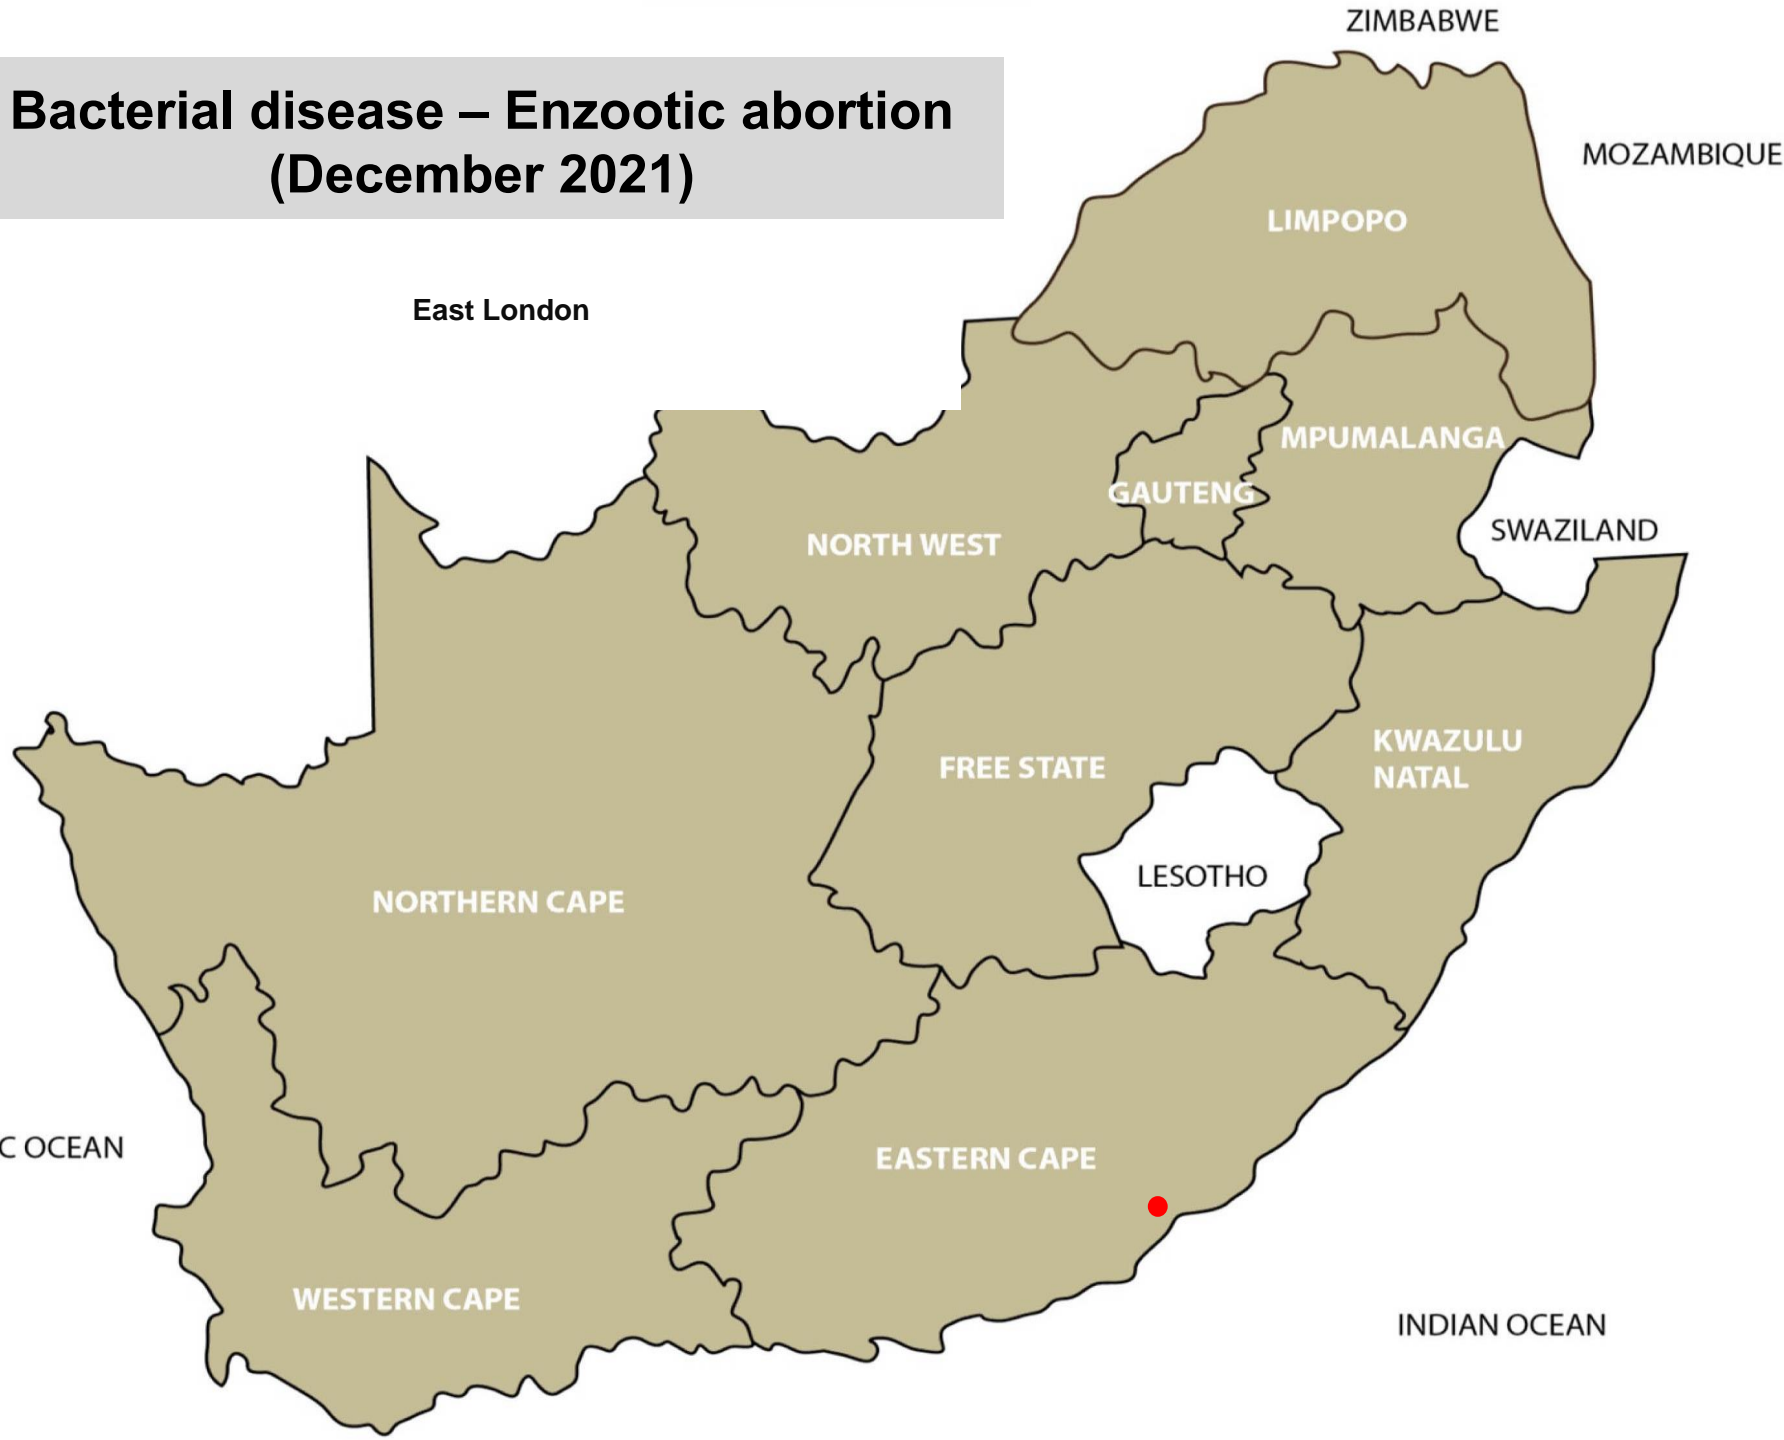 ZIMBABWE
Bacterial disease – Enzootic abortion
(December 2021)
MOZAMBIQUE
LIMPOPO
East London
MPUMALANGA
GAUTENG
SWAZILAND
NORTH WEST
KWAZULU
NATAL
FREE STATE
LESOTHO
NORTHERN CAPE
C OCEAN
EASTERN CAPE
WESTERN CAPE
INDIAN OCEAN